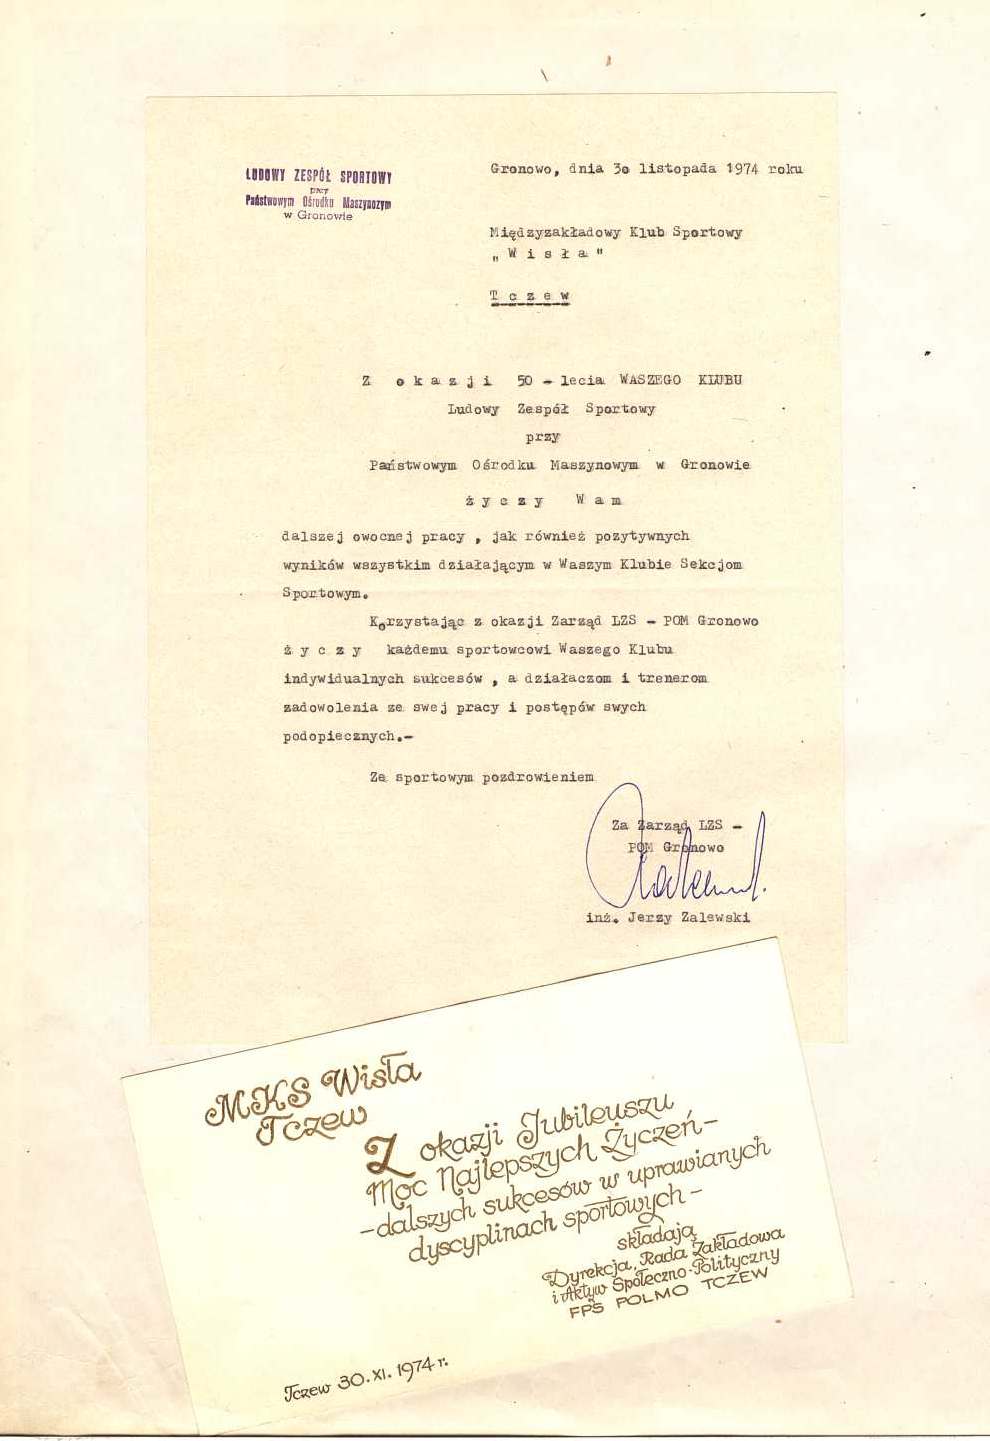 LUDOWY ZESPÓŁ SPORTOWY
przy
Państwowym Ośrodku Maszynozym
w Gronowie
Gronowo, dnia 30 listopada 1974 roku
Międzyzakładowy Klub Sportowy
„ W i s ł a "
T c z e w
Z o k a z j i 50 - lecia WASZEGO KLUBU
Ludowy Zespół Sportowy
przy
Państwowym Ośrodku Maszynowym w Gronowie
ż y c z y W a m
dalszej owocnej pracy , jak również pozytywnych
wyników wszystkim działającym w Waszym Klubie Sekcjom
Sportowym.
Korzystając z okazji Zarząd LZS - POM Gronowo
ż y c z y każdemu sportowcowi Waszego Klubu
indywidualnych sukcesów , a działaczom i trenerom
zadowolenia ze swej pracy i postępów swych
podopiecznych.-
Ze sportowym pozdrowieniem
Za Zarząd LZS -
POM Gronowo
inż. Jerzy Zalewski
MKS Wisła
Tczew
Z okazji Jubileuszu
Moc Najlepszych Życzeń-
-dalszych sukcesów w uprawianych
dyscyplinach sportowych-
składają
Dyrekcja, Rada Zakładowa
i Aktyw Społeczno-Polityczny
FPS POLMO TCZEW
Tczew 30.XI.1974 r.